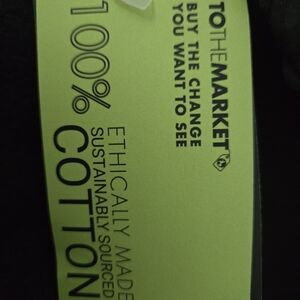 TOTHEMARKET
BUY THE CHANGE
YOU WANT TO SEE
100%
ETHICALLY MADE
SUSTAINABLY SOURCED
COTTON